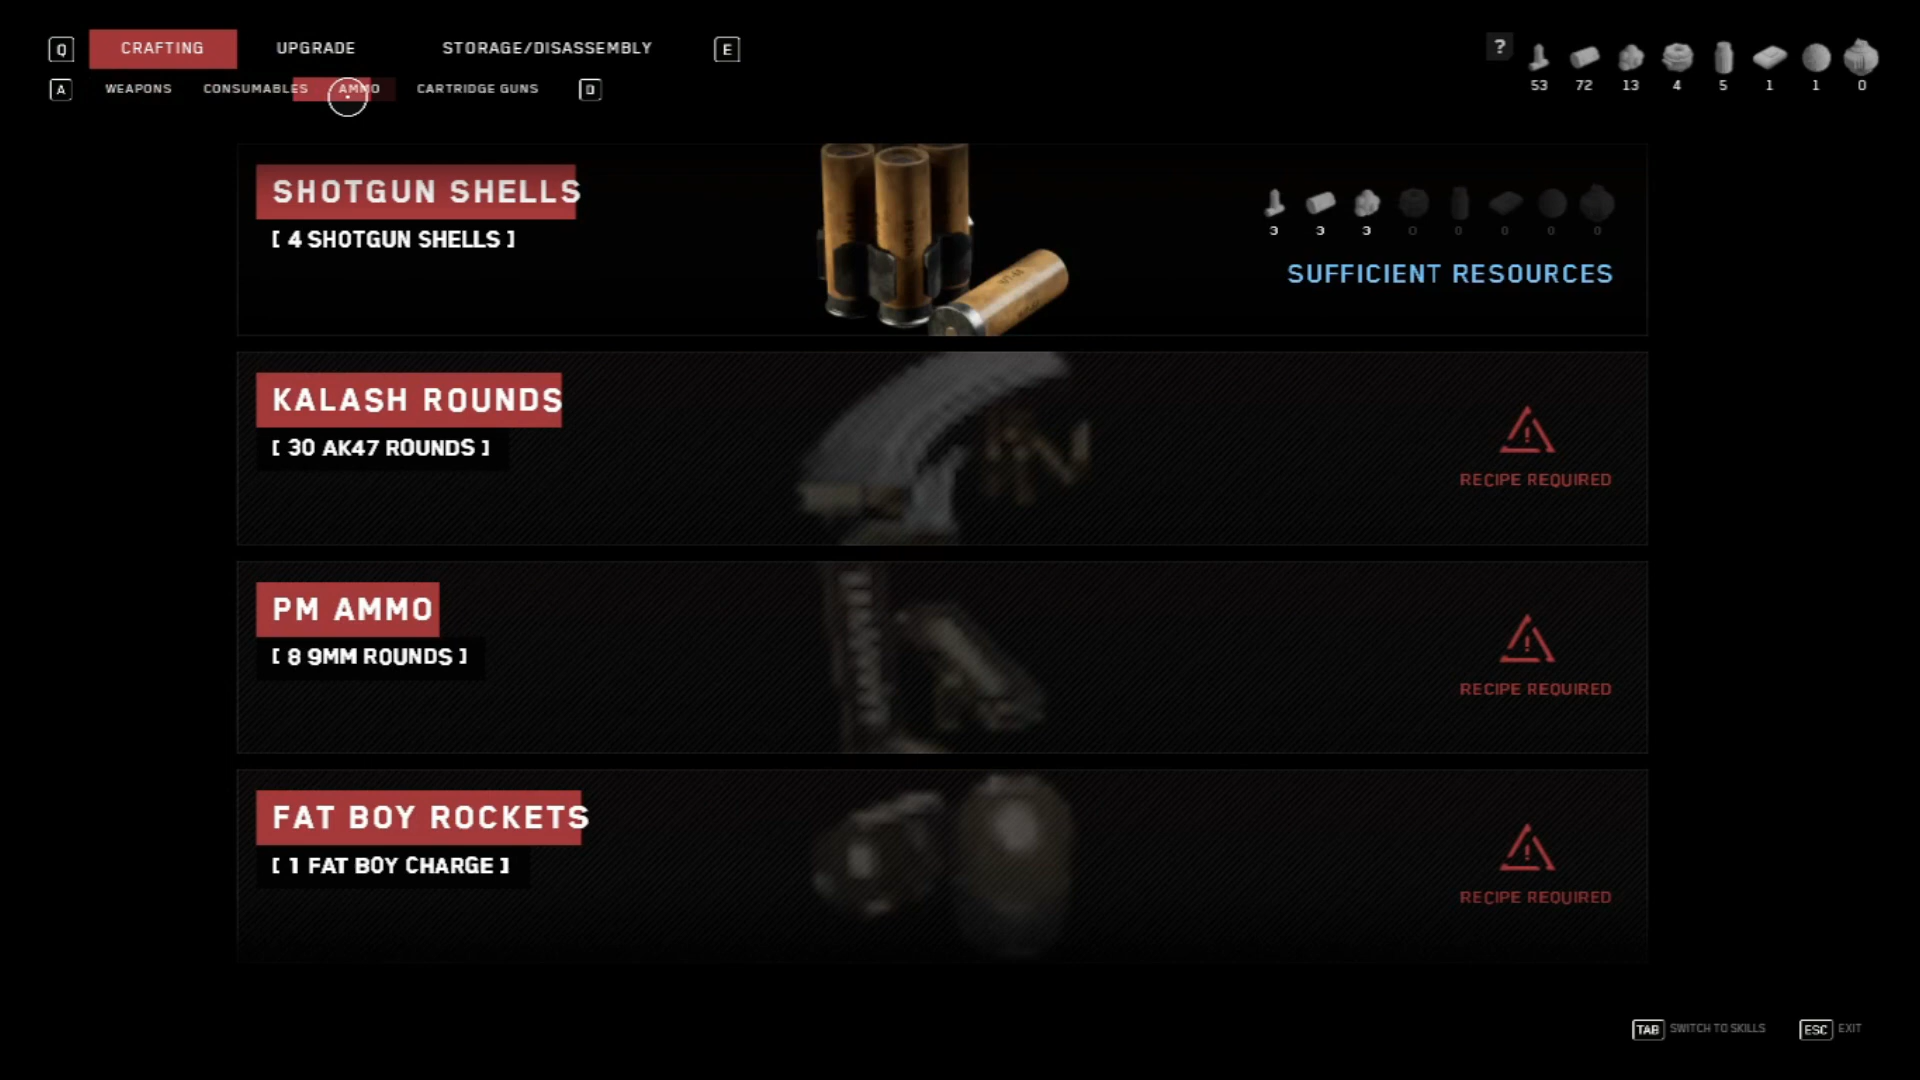 Q CRAFTING UPGRADE STORAGE/DISASSEMBLY E
A WEAPONS CONSUMABLES AMMO CARTRIDGE GUNS D
?
53 72 13 4 5 1 1 0
SHOTGUN SHELLS
[ 4 SHOTGUN SHELLS ]
3 3 3 0 0 0 0 0
SUFFICIENT RESOURCES
KALASH ROUNDS
[ 30 AK47 ROUNDS ]
RECIPE REQUIRED
PM AMMO
[ 8 9MM ROUNDS ]
RECIPE REQUIRED
FAT BOY ROCKETS
[ 1 FAT BOY CHARGE ]
RECIPE REQUIRED
TAB SWITCH TO SKILLS ESC EXIT